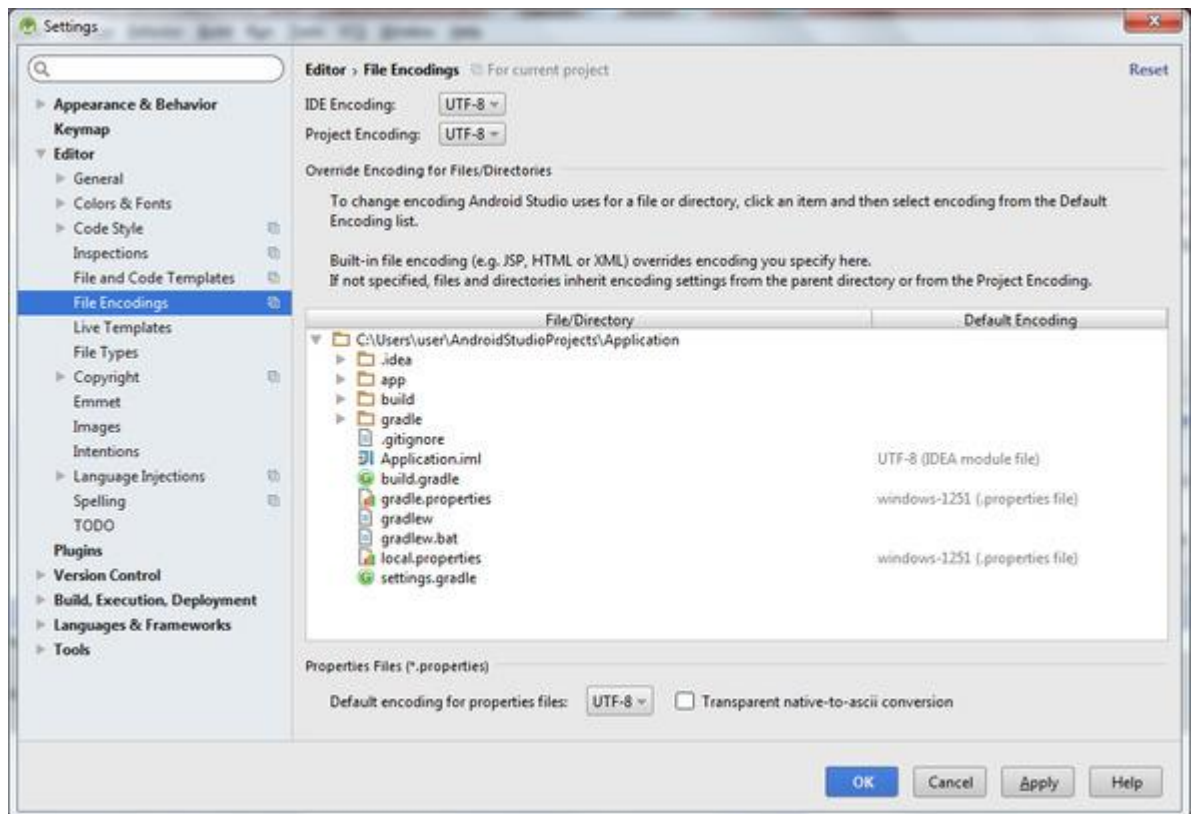 Settings
Appearance & Behavior
Keymap
Editor
General
Colors & Fonts
Code Style
Inspections
File and Code Templates
File Encodings
Live Templates
File Types
Copyright
Emmet
Images
Intentions
Language Injections
Spelling
TODO
Plugins
Version Control
Build, Execution, Deployment
Languages & Frameworks
Tools
Editor › File Encodings For current project Reset
IDE Encoding: UTF-8
Project Encoding: UTF-8
Override Encoding for Files/Directories
To change encoding Android Studio uses for a file or directory, click an item and then select encoding from the Default
Encoding list.
Built-in file encoding (e.g. JSP, HTML or XML) overrides encoding you specify here.
If not specified, files and directories inherit encoding settings from the parent directory or from the Project Encoding.
File/Directory Default Encoding
C:\Users\user\AndroidStudioProjects\Application
.idea
app
build
gradle
.gitignore
Application.iml UTF-8 (IDEA module file)
build.gradle
gradle.properties windows-1251 (.properties file)
gradlew
gradlew.bat
local.properties windows-1251 (.properties file)
settings.gradle
Properties Files (*.properties)
Default encoding for properties files: UTF-8 Transparent native-to-ascii conversion
OK Cancel Apply Help